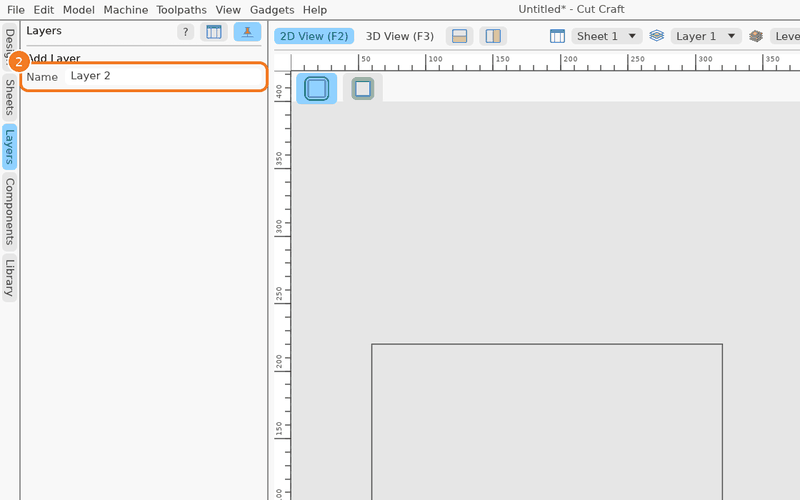 File Edit Model Machine Toolpaths View Gadgets Help Untitled* - Cut Craft
Layers ?
2D View (F2) 3D View (F3) Sheet 1 Layer 1 Leve
Add Layer
2
Name Layer 2
Sheets
Layers
Components
Library
50 100 150 200 250 300 350
400
350
300
250
200
150